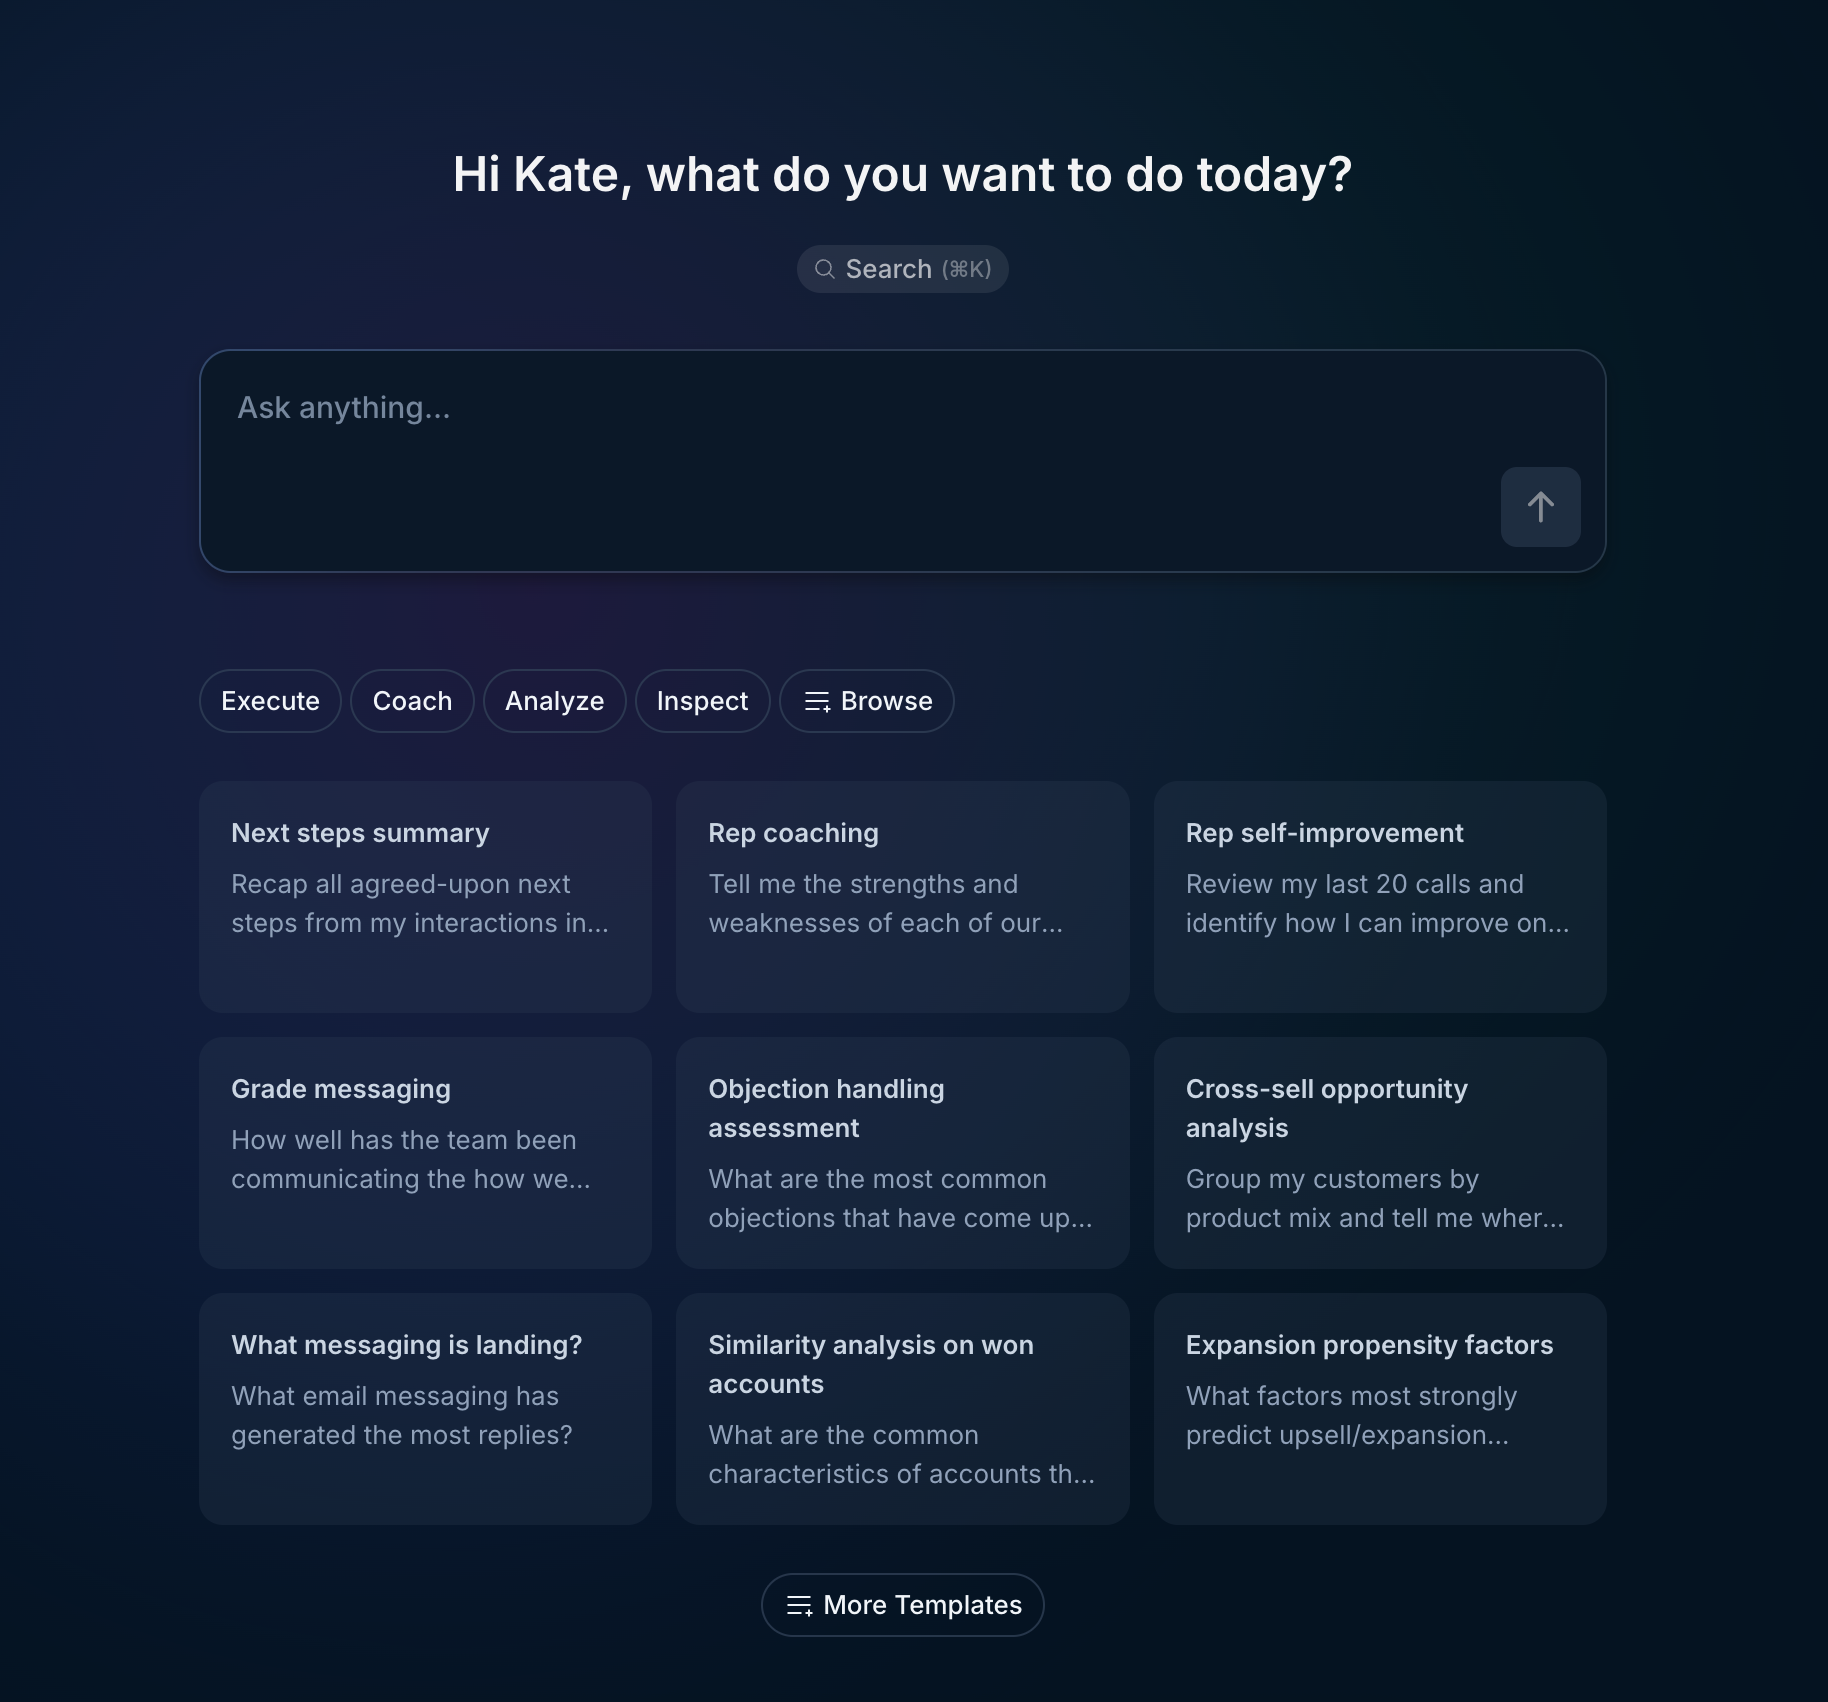 Hi Kate, what do you want to do today?
Search (⌘K)
Ask anything...
Execute
Coach
Analyze
Inspect
Browse
Next steps summary
Recap all agreed-upon next
steps from my interactions in...
Rep coaching
Tell me the strengths and
weaknesses of each of our...
Rep self-improvement
Review my last 20 calls and
identify how I can improve on...
Grade messaging
How well has the team been
communicating the how we...
Objection handling
assessment
What are the most common
objections that have come up...
Cross-sell opportunity
analysis
Group my customers by
product mix and tell me wher...
What messaging is landing?
What email messaging has
generated the most replies?
Similarity analysis on won
accounts
What are the common
characteristics of accounts th...
Expansion propensity factors
What factors most strongly
predict upsell/expansion...
More Templates